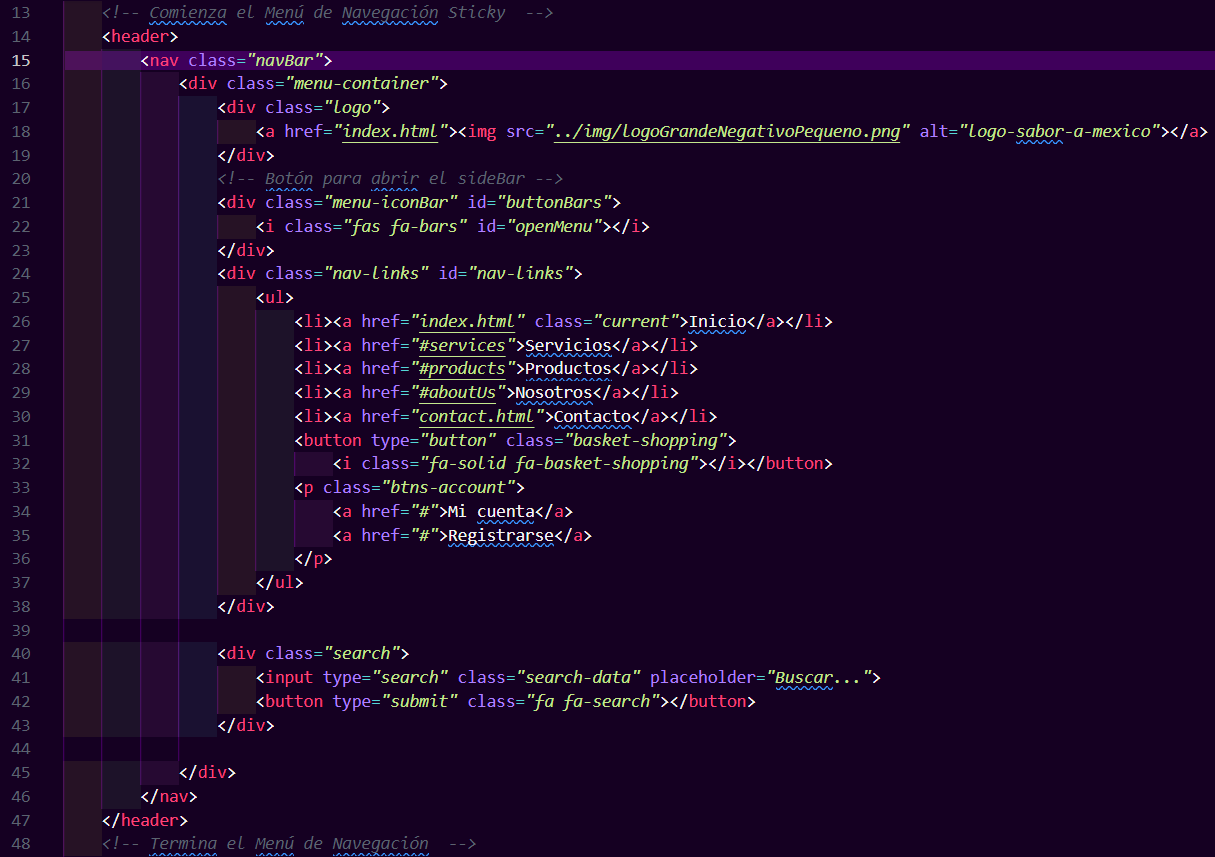 13 <!-- Comienza el Menú de Navegación Sticky  -->
14 <header>
15 <nav class="navBar">
16 <div class="menu-container">
17 <div class="logo">
18 <a href="index.html"><img src="../img/logoGrandeNegativoPequeno.png" alt="logo-sabor-a-mexico"></a>
19 </div>
20 <!-- Botón para abrir el sideBar -->
21 <div class="menu-iconBar" id="buttonBars">
22 <i class="fas fa-bars" id="openMenu"></i>
23 </div>
24 <div class="nav-links" id="nav-links">
25 <ul>
26 <li><a href="index.html" class="current">Inicio</a></li>
27 <li><a href="#services">Servicios</a></li>
28 <li><a href="#products">Productos</a></li>
29 <li><a href="#aboutUs">Nosotros</a></li>
30 <li><a href="contact.html">Contacto</a></li>
31 <button type="button" class="basket-shopping">
32 <i class="fa-solid fa-basket-shopping"></i></button>
33 <p class="btns-account">
34 <a href="#">Mi cuenta</a>
35 <a href="#">Registrarse</a>
36 </p>
37 </ul>
38 </div>
39
40 <div class="search">
41 <input type="search" class="search-data" placeholder="Buscar...">
42 <button type="submit" class="fa fa-search"></button>
43 </div>
44
45 </div>
46 </nav>
47 </header>
48 <!-- Termina el Menú de Navegación  -->